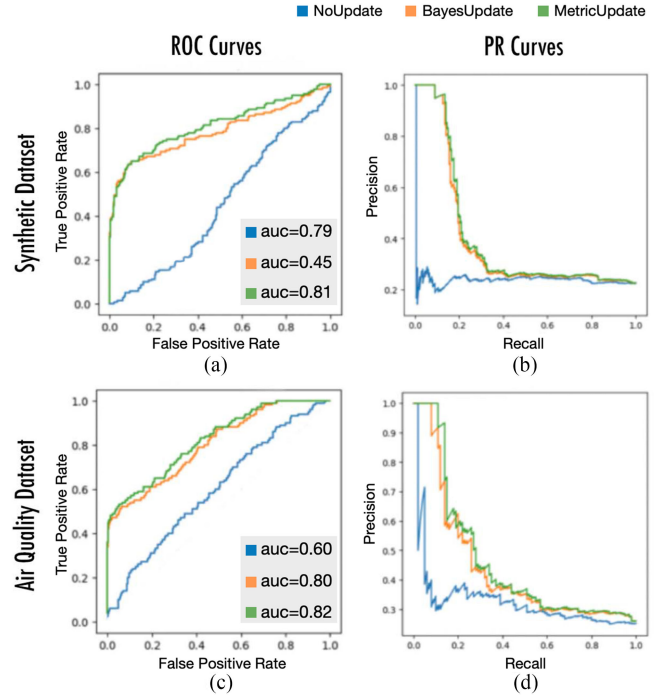 NoUpdate BayesUpdate MetricUpdate
ROC Curves PR Curves
Synthetic Dataset
True Positive Rate
1.0
0.8
0.6
0.4
0.2
0.0
auc=0.79
auc=0.45
auc=0.81
0.0 0.2 0.4 0.6 0.8 1.0
False Positive Rate
(a)
Precision
1.0
0.8
0.6
0.4
0.2
0.0 0.2 0.4 0.6 0.8 1.0
Recall
(b)
Air Quality Dataset
True Positive Rate
1.0
0.8
0.6
0.4
0.2
0.0
auc=0.60
auc=0.80
auc=0.82
0.0 0.2 0.4 0.6 0.8 1.0
False Positive Rate
(c)
Precision
1.0
0.9
0.8
0.7
0.6
0.5
0.4
0.3
0.0 0.2 0.4 0.6 0.8 1.0
Recall
(d)